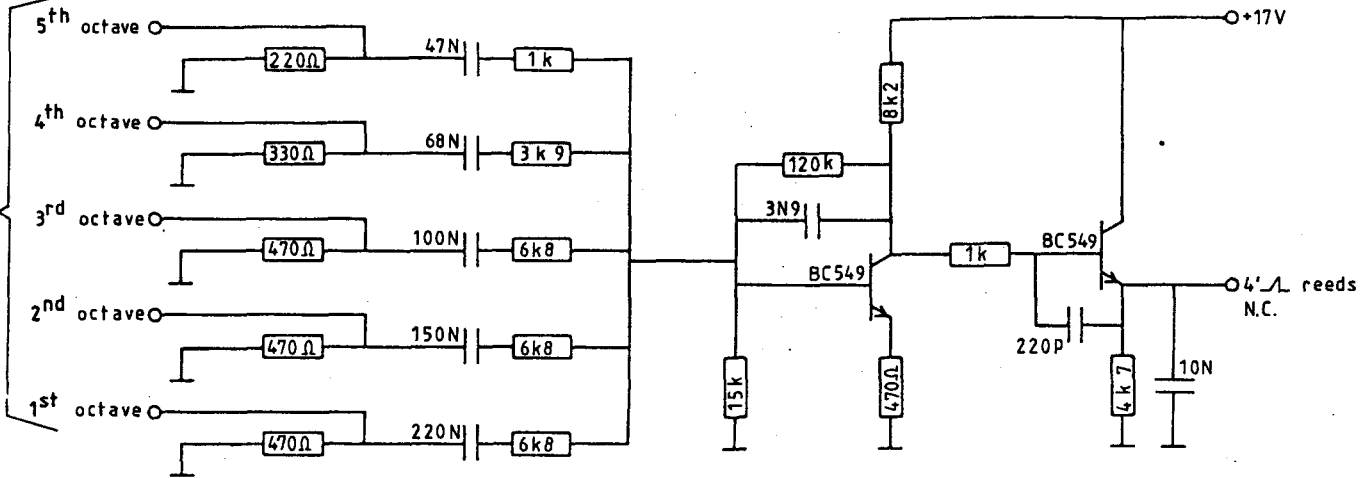 5th octave
220Ω
47N
1k
4th octave
330Ω
68N
3k9
3rd octave
470Ω
100N
6k8
2nd octave
470Ω
150N
6k8
1st octave
470Ω
220N
6k8
120k
3N9
15k
8k2
BC549
470Ω
1k
BC549
220P
4k7
10N
+17V
4' reeds
N.C.